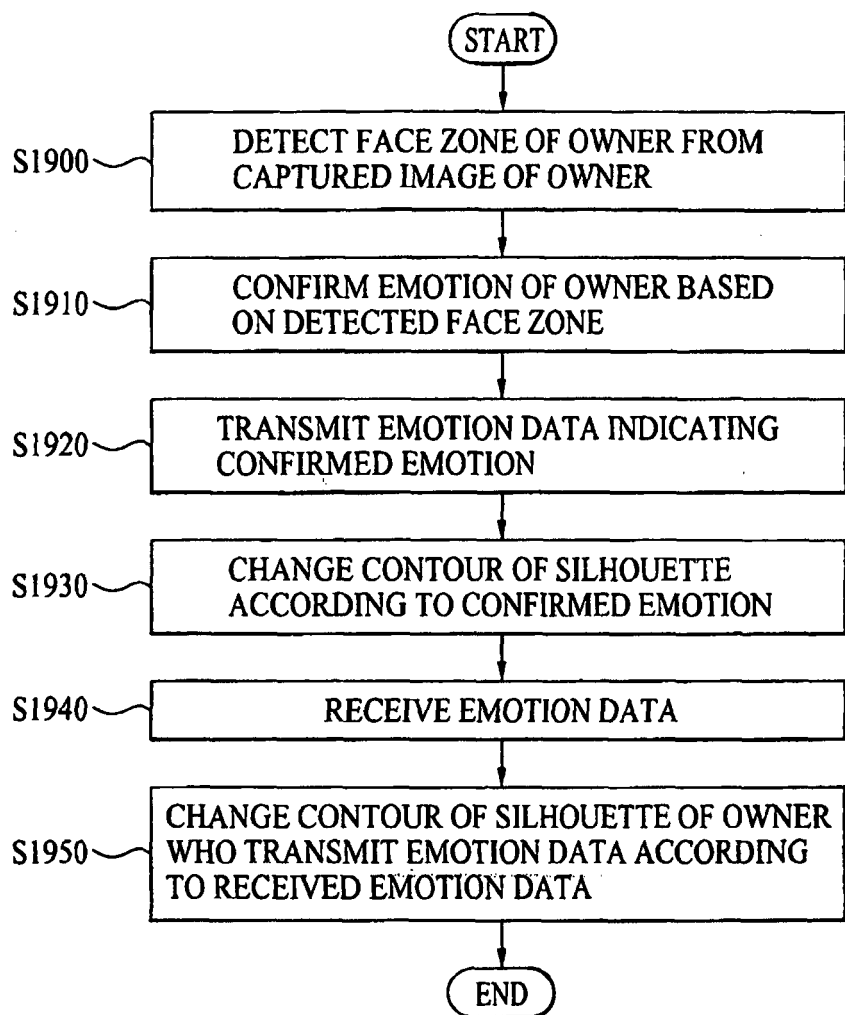 START
S1900
DETECT FACE ZONE OF OWNER FROM
CAPTURED IMAGE OF OWNER
S1910
CONFIRM EMOTION OF OWNER BASED
ON DETECTED FACE ZONE
S1920
TRANSMIT EMOTION DATA INDICATING
CONFIRMED EMOTION
S1930
CHANGE CONTOUR OF SILHOUETTE
ACCORDING TO CONFIRMED EMOTION
S1940
RECEIVE EMOTION DATA
S1950
CHANGE CONTOUR OF SILHOUETTE OF OWNER
WHO TRANSMIT EMOTION DATA ACCORDING
TO RECEIVED EMOTION DATA
END